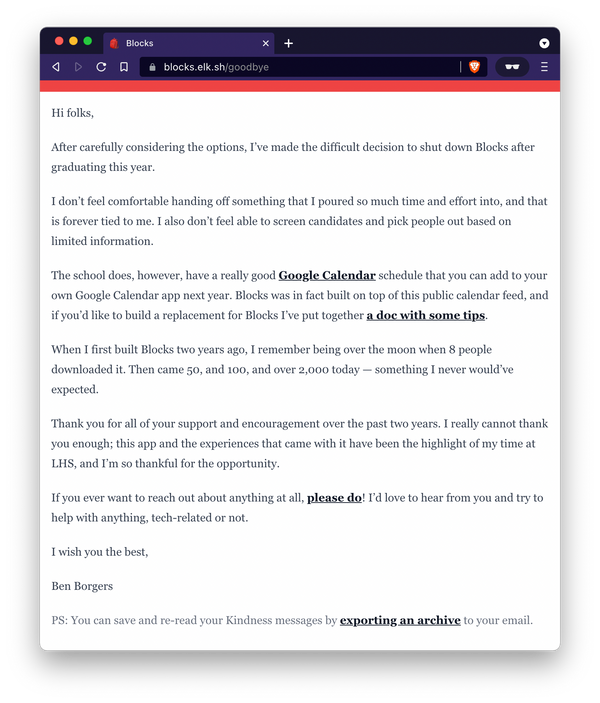 Blocks
blocks.elk.sh/goodbye
Hi folks,
After carefully considering the options, I’ve made the difficult decision to shut down Blocks after
graduating this year.
I don’t feel comfortable handing off something that I poured so much time and effort into, and that
is forever tied to me. I also don’t feel able to screen candidates and pick people out based on
limited information.
The school does, however, have a really good Google Calendar schedule that you can add to your
own Google Calendar app next year. Blocks was in fact built on top of this public calendar feed, and
if you’d like to build a replacement for Blocks I’ve put together a doc with some tips.
When I first built Blocks two years ago, I remember being over the moon when 8 people
downloaded it. Then came 50, and 100, and over 2,000 today — something I never would’ve
expected.
Thank you for all of your support and encouragement over the past two years. I really cannot thank
you enough; this app and the experiences that came with it have been the highlight of my time at
LHS, and I’m so thankful for the opportunity.
If you ever want to reach out about anything at all, please do! I’d love to hear from you and try to
help with anything, tech-related or not.
I wish you the best,
Ben Borgers
PS: You can save and re-read your Kindness messages by exporting an archive to your email.